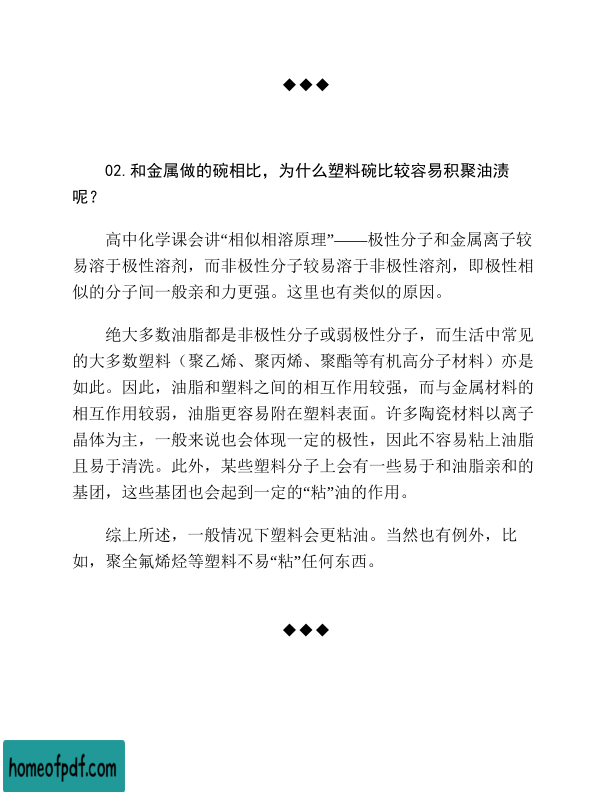 ◆◆◆
02.和金属做的碗相比，为什么塑料碗比较容易积聚油渍
呢？
高中化学课会讲“相似相溶原理”——极性分子和金属离子较
易溶于极性溶剂，而非极性分子较易溶于非极性溶剂，即极性相
似的分子间一般亲和力更强。这里也有类似的原因。
绝大多数油脂都是非极性分子或弱极性分子，而生活中常见
的大多数塑料（聚乙烯、聚丙烯、聚酯等有机高分子材料）亦是
如此。因此，油脂和塑料之间的相互作用较强，而与金属材料的
相互作用较弱，油脂更容易附在塑料表面。许多陶瓷材料以离子
晶体为主，一般来说也会体现一定的极性，因此不容易粘上油脂
且易于清洗。此外，某些塑料分子上会有一些易于和油脂亲和的
基团，这些基团也会起到一定的“粘”油的作用。
综上所述，一般情况下塑料会更粘油。当然也有例外，比
如，聚全氟烯烃等塑料不易“粘”任何东西。
◆◆◆
homeofpdf.com